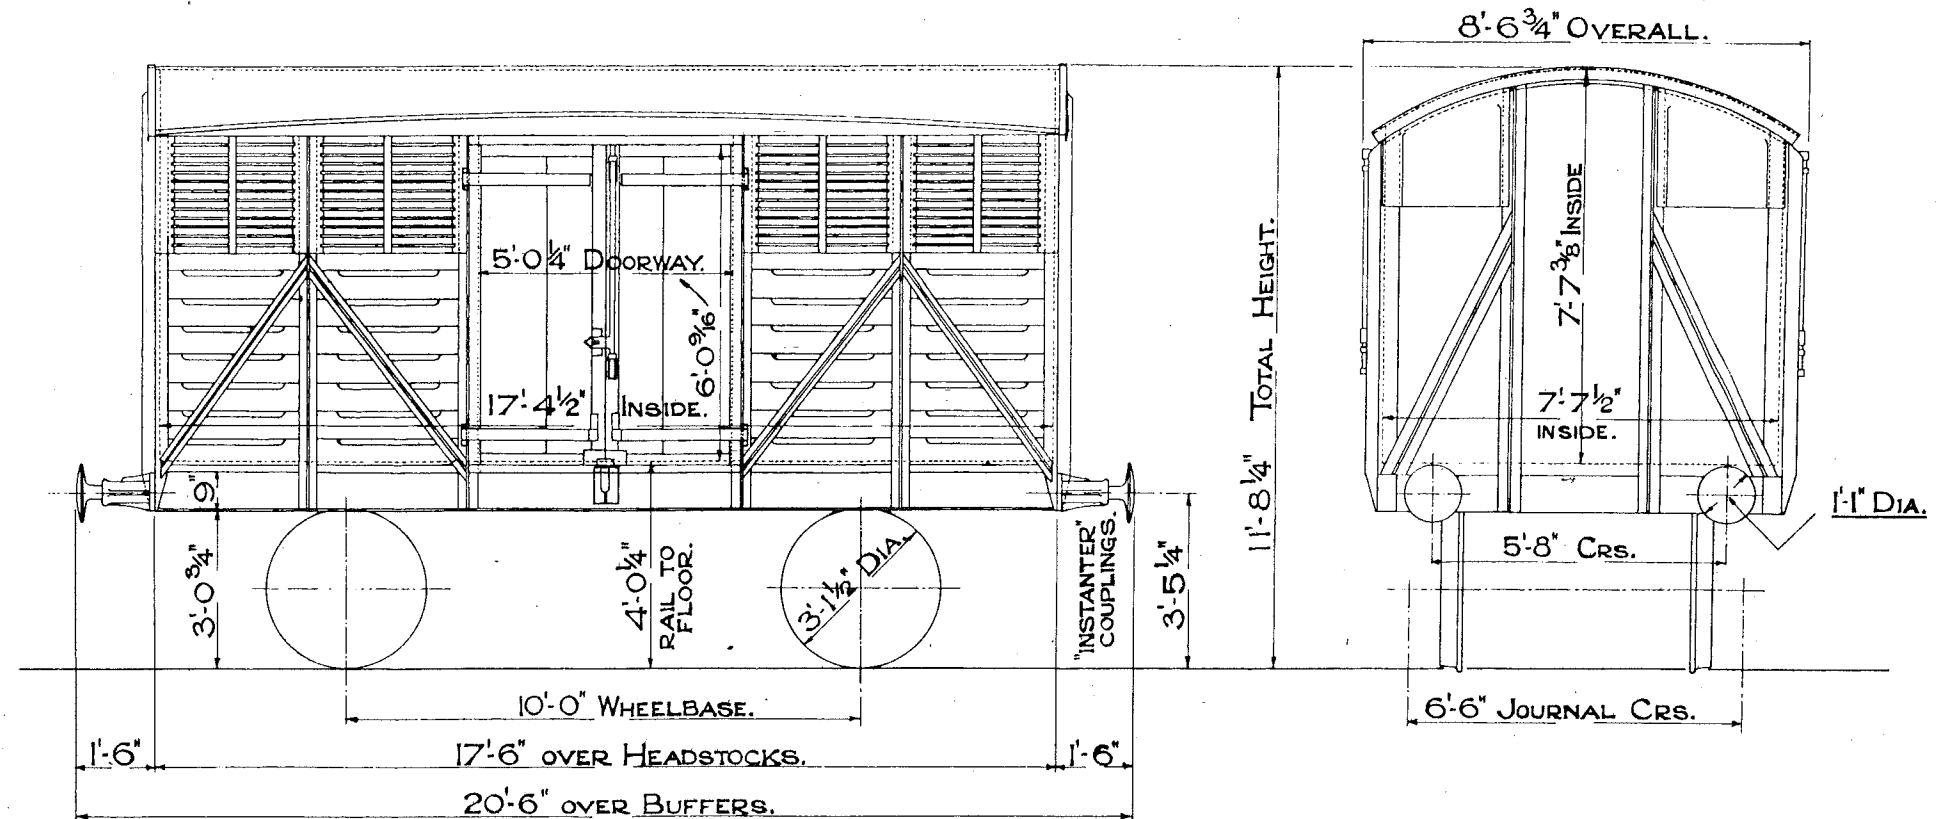 8'-6¾" OVERALL.
5'-0¼" DOORWAY.
6'-0 9/16"
17'-4½" INSIDE.
9"
3'-0¾"
4'-0¼"
RAIL TO
FLOOR.
3'-1½" DIA.
"INSTANTER"
COUPLINGS.
3'-5¼"
11'-8¼" TOTAL HEIGHT.
7'-7⅜" INSIDE
7'-7½"
INSIDE.
1'-1" DIA.
5'-8" CRS.
6'-6" JOURNAL CRS.
10'-0" WHEELBASE.
1'-6"
17'-6" OVER HEADSTOCKS.
1'-6"
20'-6" OVER BUFFERS.